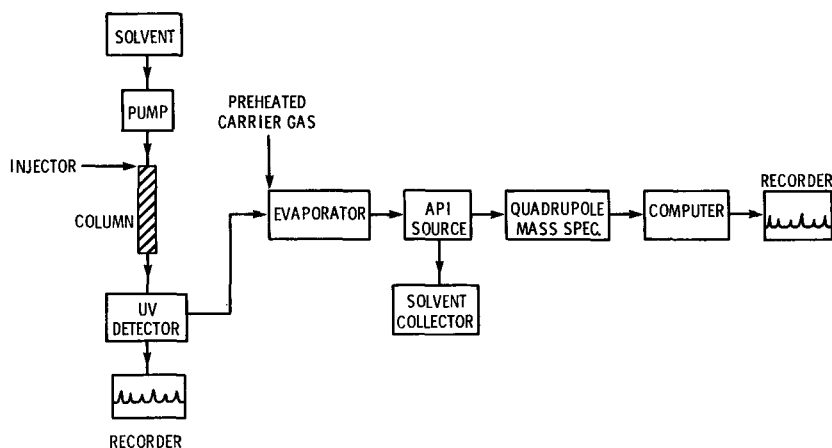 SOLVENT
PUMP
INJECTOR
COLUMN
UV
DETECTOR
RECORDER
PREHEATED
CARRIER GAS
EVAPORATOR
API
SOURCE
SOLVENT
COLLECTOR
QUADRUPOLE
MASS SPEC.
COMPUTER
RECORDER